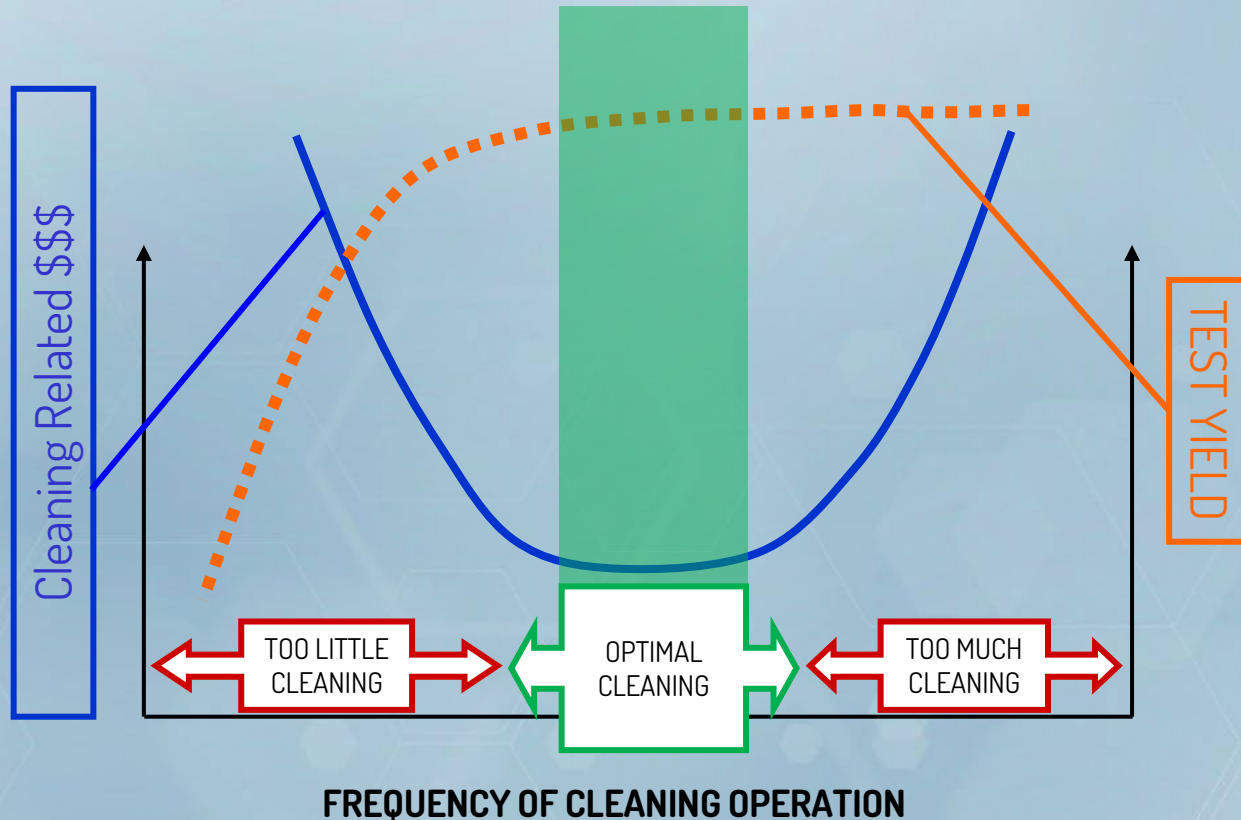 Cleaning Related $$$
TEST YIELD
TOO LITTLE
CLEANING
OPTIMAL
CLEANING
TOO MUCH
CLEANING
FREQUENCY OF CLEANING OPERATION